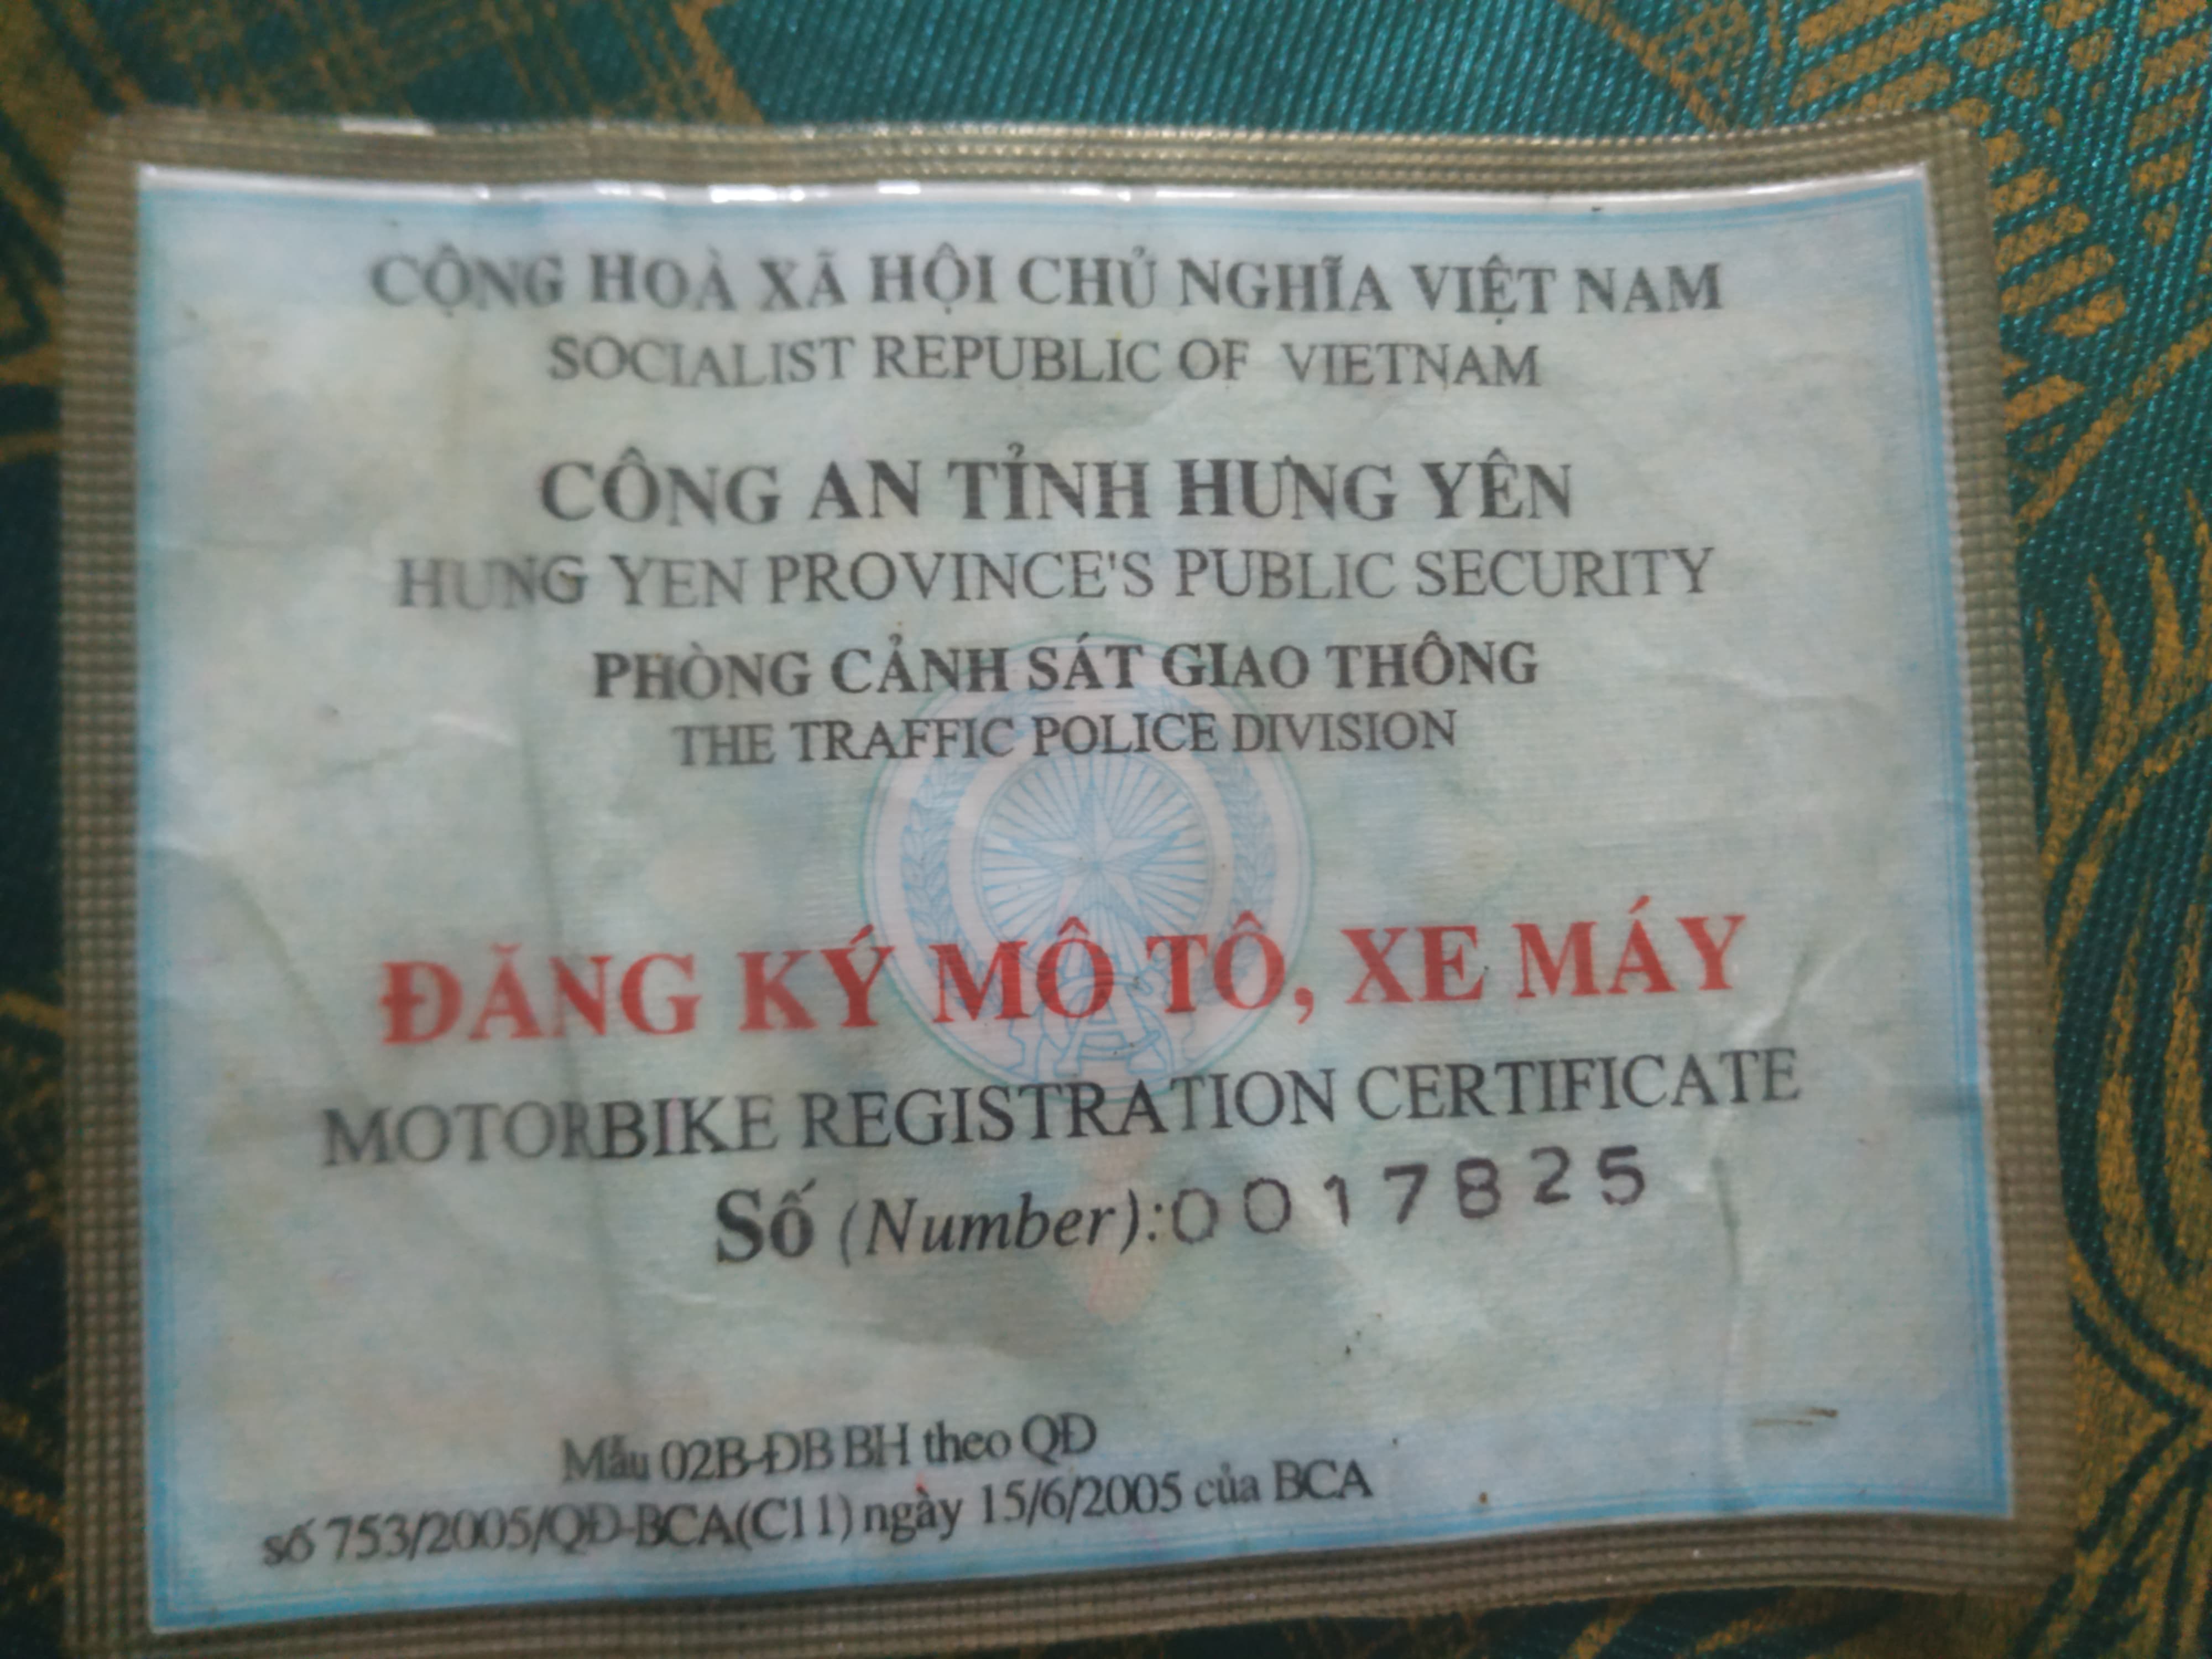 CỘNG HOÀ XÃ HỘI CHỦ NGHĨA VIỆT NAM
SOCIALIST REPUBLIC OF VIETNAM
CÔNG AN TỈNH HƯNG YÊN
HUNG YEN PROVINCE'S PUBLIC SECURITY
PHÒNG CẢNH SÁT GIAO THÔNG
THE TRAFFIC POLICE DIVISION
ĐĂNG KÝ MÔ TÔ, XE MÁY
MOTORBIKE REGISTRATION CERTIFICATE
Số (Number):0017825
Mẫu 02B-ĐB BH theo QĐ
số 753/2005/QĐ-BCA(C11) ngày 15/6/2005 của BCA